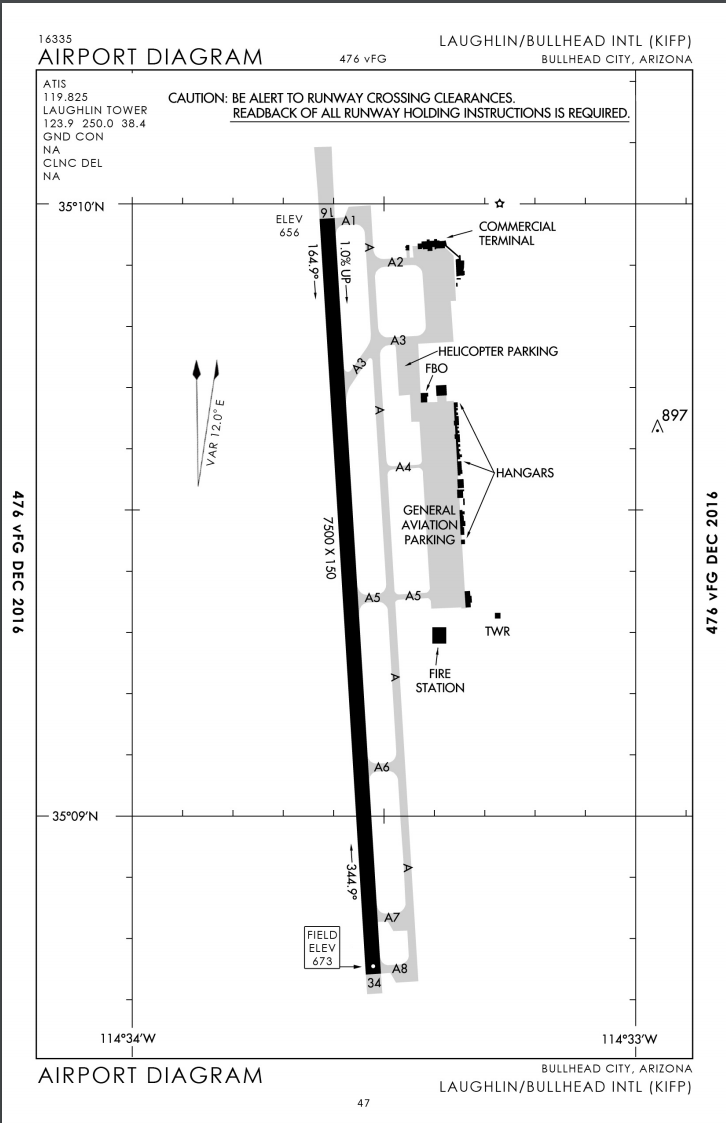 16335
AIRPORT DIAGRAM
476 vFG
LAUGHLIN/BULLHEAD INTL (KIFP)
BULLHEAD CITY, ARIZONA
ATIS
119.825
LAUGHLIN TOWER
123.9 250.0 38.4
GND CON
NA
CLNC DEL
NA
CAUTION: BE ALERT TO RUNWAY CROSSING CLEARANCES.
READBACK OF ALL RUNWAY HOLDING INSTRUCTIONS IS REQUIRED.
35°10'N
ELEV
656
16
A1
164.9°
1.0% UP
A
A2
COMMERCIAL
TERMINAL
A3
A3
HELICOPTER PARKING
FBO
VAR 12.0° E
A
897
A4
HANGARS
GENERAL
AVIATION
PARKING
7500 X 150
476 vFG DEC 2016
476 vFG DEC 2016
A5
A5
TWR
FIRE
STATION
A
A6
35°09'N
344.9°
A
A7
FIELD
ELEV
673
A8
34
114°34'W
114°33'W
AIRPORT DIAGRAM
BULLHEAD CITY, ARIZONA
LAUGHLIN/BULLHEAD INTL (KIFP)
47